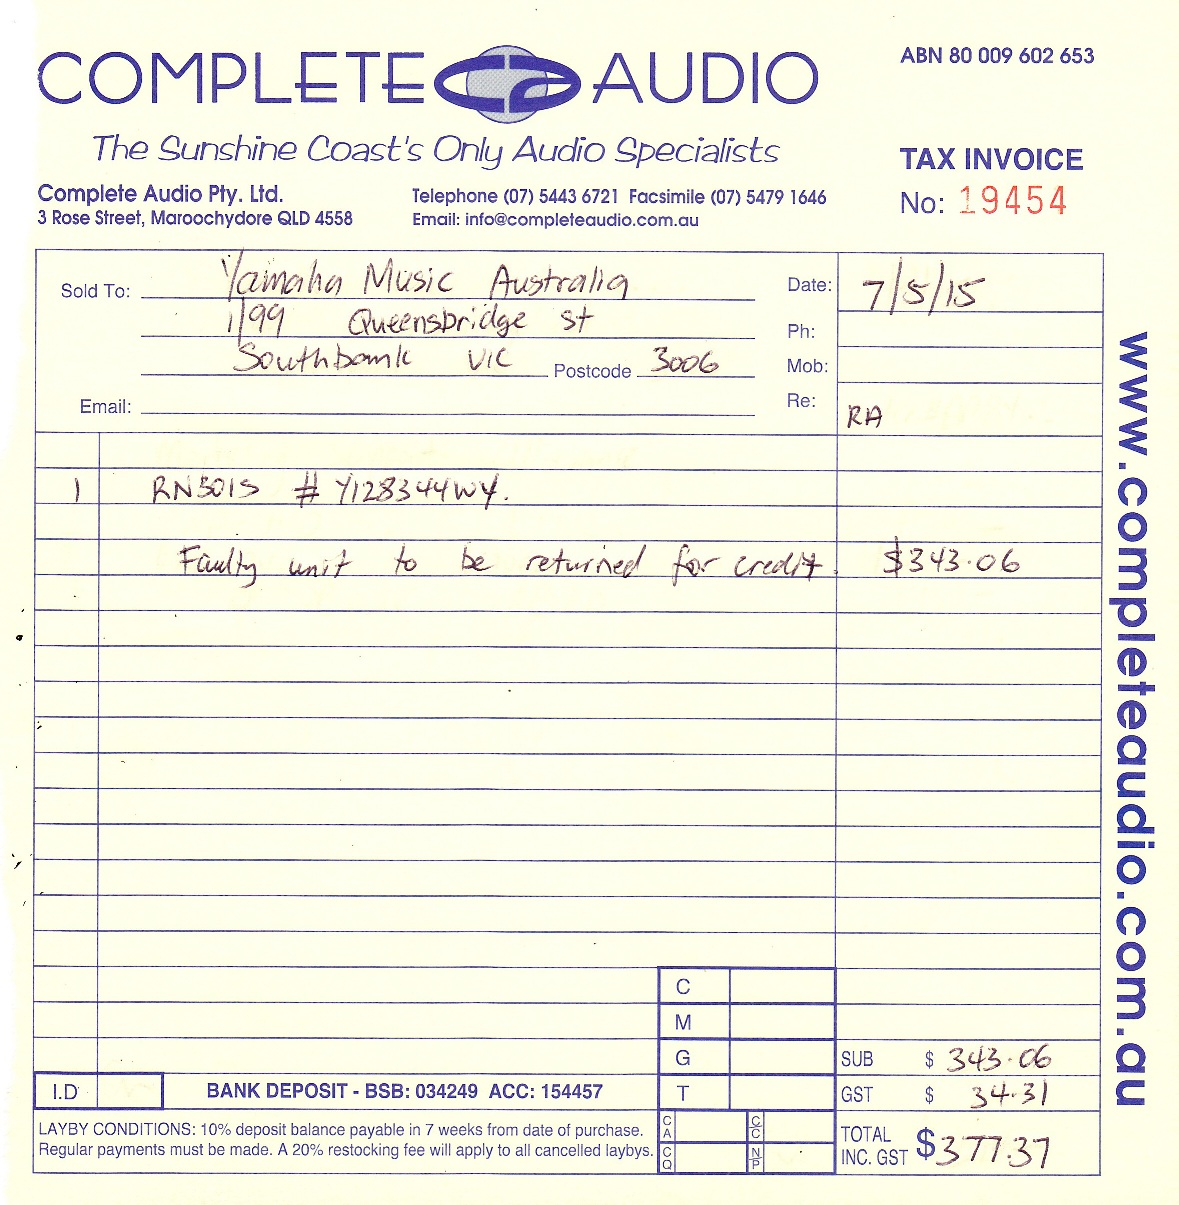 COMPLETE AUDIO
ABN 80 009 602 653
The Sunshine Coast's Only Audio Specialists
TAX INVOICE
Complete Audio Pty. Ltd.
Telephone (07) 5443 6721 Facsimile (07) 5479 1646
No: 19454
3 Rose Street, Maroochydore QLD 4558
Email: info@completeaudio.com.au
Sold To: Yamaha Music Australia
Date: 7/5/15
1/99 Queensbridge st
Ph:
Southbank VIC Postcode 3006
Mob:
Email:
Re: RA
1 RN301S # Y128344WY.
Faulty unit to be returned for credit. $343.06
C
M
G
SUB $ 343.06
I.D
BANK DEPOSIT - BSB: 034249 ACC: 154457
T
GST $ 34.31
LAYBY CONDITIONS: 10% deposit balance payable in 7 weeks from date of purchase.
Regular payments must be made. A 20% restocking fee will apply to all cancelled laybys.
CA
CC
CQ
NP
TOTAL
INC. GST $377.37
www.completeaudio.com.au